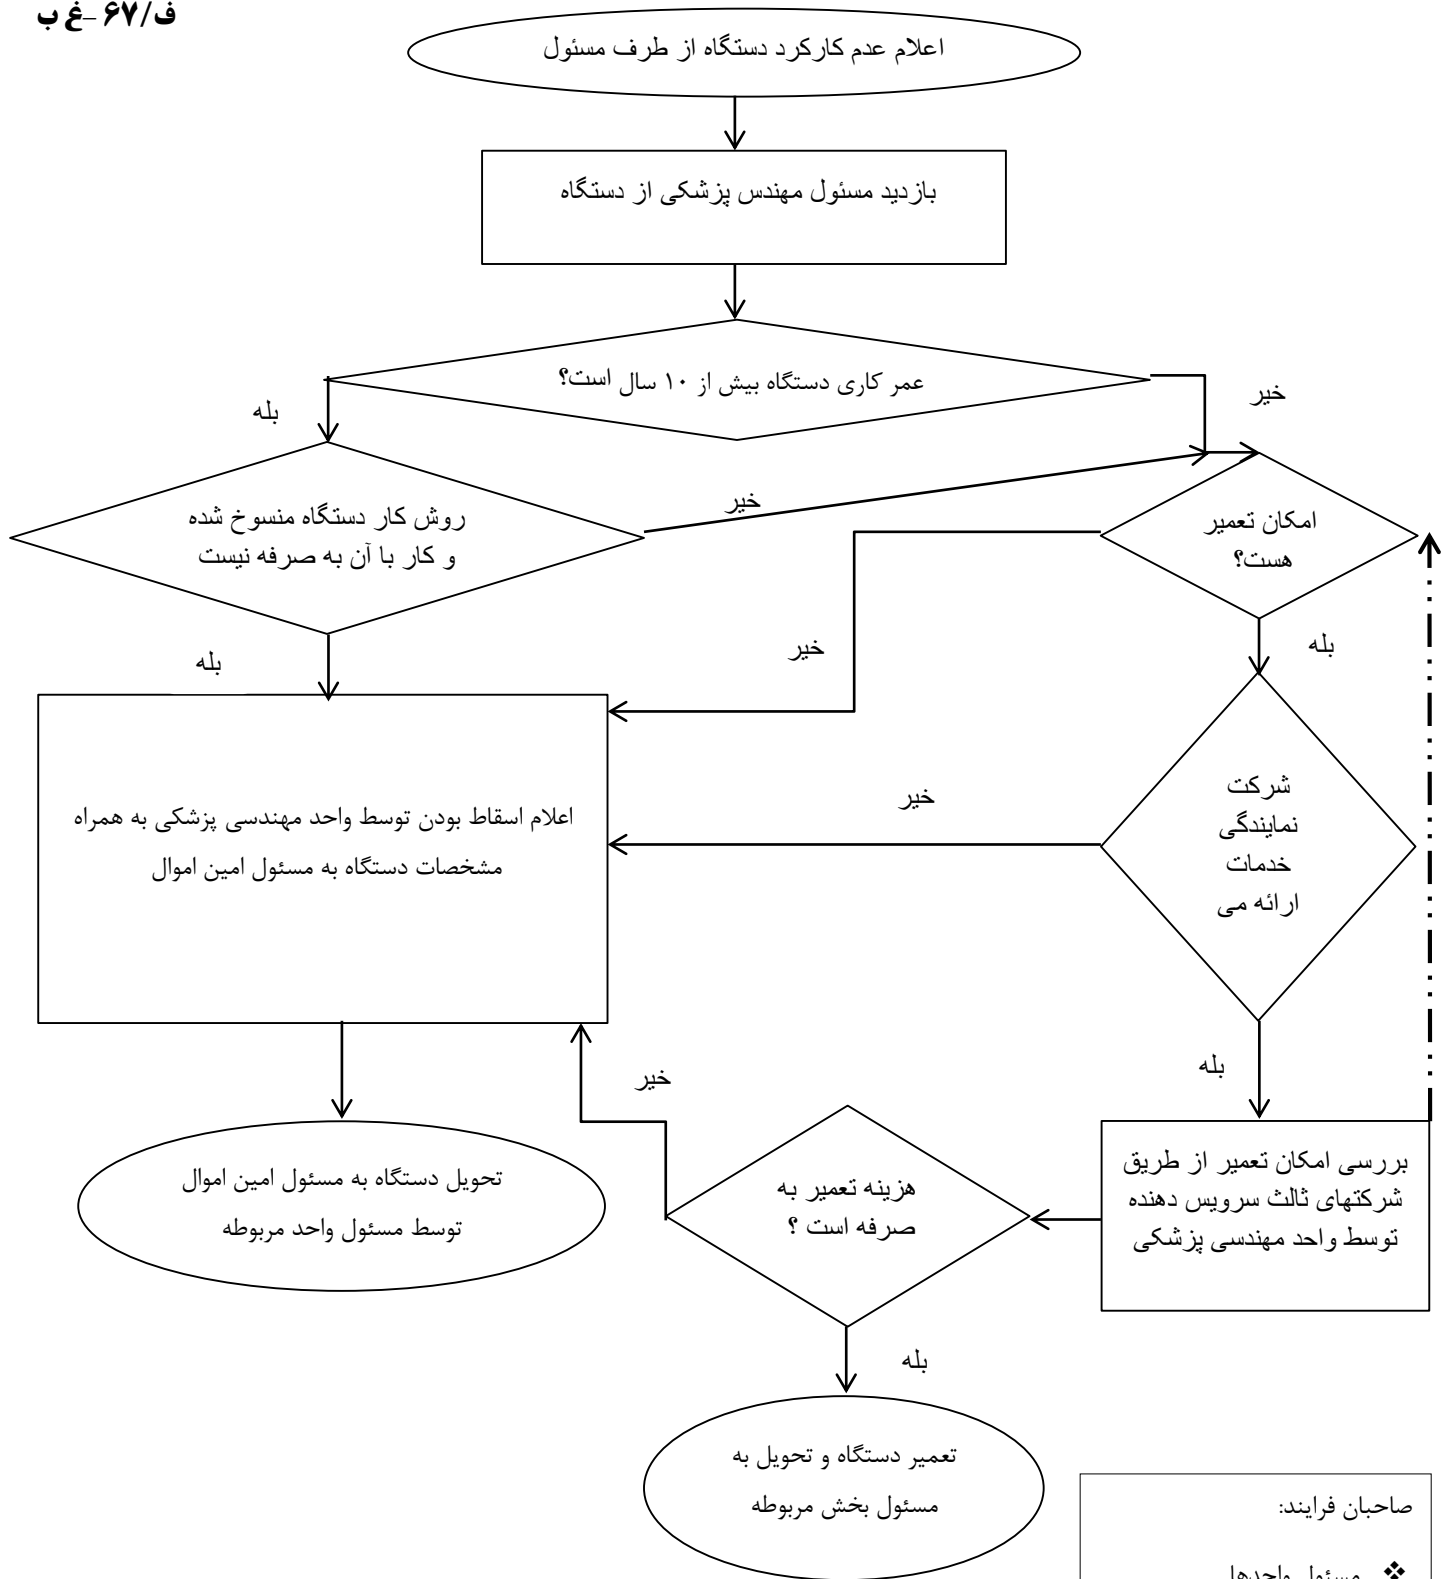 ف/۶۷ –غ ب
اعلام عدم کارکرد دستگاه از طرف مسئول
بازدید مسئول مهندس پزشکی از دستگاه
عمر کاری دستگاه بیش از ۱۰ سال است؟
بله
خیر
روش کار دستگاه منسوخ شده
و کار با آن به صرفه نیست
خیر
امکان تعمیر
هست؟
بله
خیر
بله
شرکت
نمایندگی
خدمات
ارائه می
خیر
اعلام اسقاط بودن توسط واحد مهندسی پزشکی به همراه
مشخصات دستگاه به مسئول امین اموال
بله
خیر
بررسی امکان تعمیر از طریق
شرکتهای ثالث سرویس دهنده
توسط واحد مهندسی پزشکی
هزینه تعمیر به
صرفه است ؟
تحویل دستگاه به مسئول امین اموال
توسط مسئول واحد مربوطه
بله
تعمیر دستگاه و تحویل به
مسئول بخش مربوطه
صاحبان فرایند:
❖ مسئول واحدها